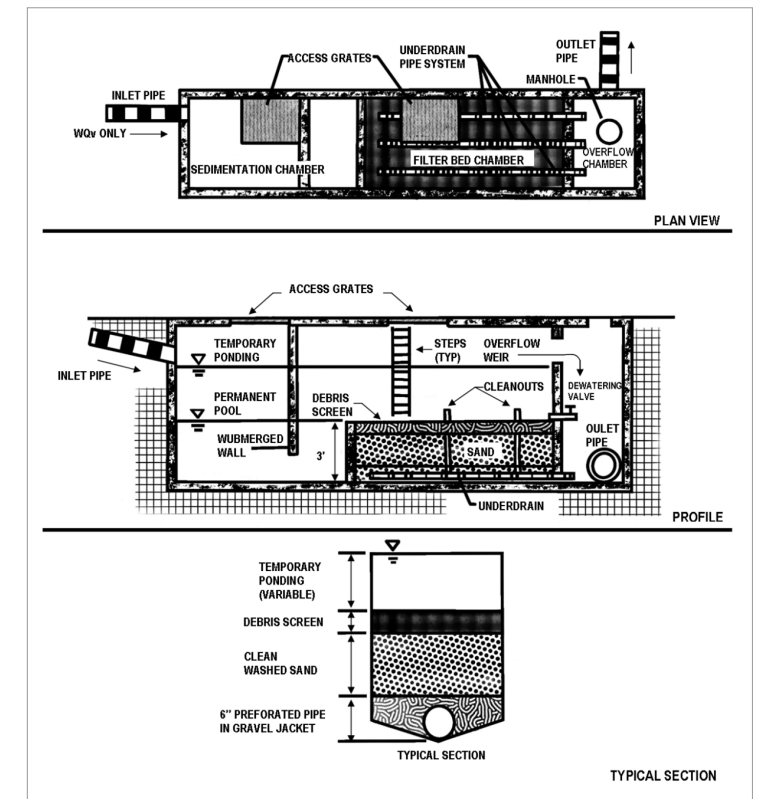 ACCESS GRATES
UNDERDRAIN
PIPE SYSTEM
OUTLET
PIPE
MANHOLE
INLET PIPE
WQv ONLY
SEDIMENTATION CHAMBER
FILTER BED CHAMBER
OVERFLOW
CHAMBER
PLAN VIEW
ACCESS GRATES
TEMPORARY
PONDING
STEPS
(TYP)
OVERFLOW
WEIR
INLET PIPE
CLEANOUTS
DEWATERING
VALVE
PERMANENT
POOL
DEBRIS
SCREEN
WUBMERGED
WALL
3'
SAND
OULET
PIPE
UNDERDRAIN
PROFILE
TEMPORARY
PONDING
(VARIABLE)
DEBRIS SCREEN
CLEAN
WASHED SAND
6" PREFORATED PIPE
IN GRAVEL JACKET
TYPICAL SECTION
TYPICAL SECTION